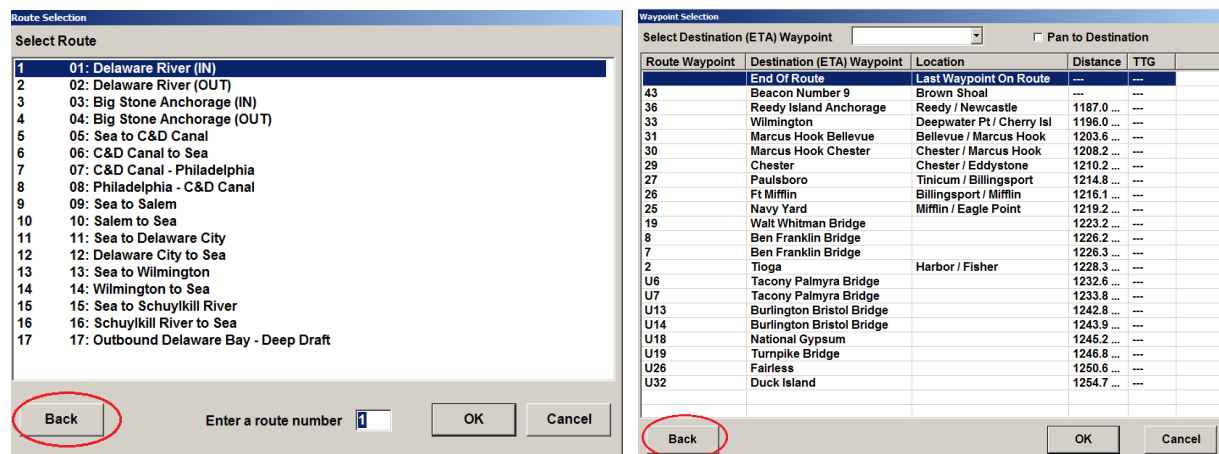 Route Selection
Select Route
1 01: Delaware River (IN)
2 02: Delaware River (OUT)
3 03: Big Stone Anchorage (IN)
4 04: Big Stone Anchorage (OUT)
5 05: Sea to C&D Canal
6 06: C&D Canal to Sea
7 07: C&D Canal - Philadelphia
8 08: Philadelphia - C&D Canal
9 09: Sea to Salem
10 10: Salem to Sea
11 11: Sea to Delaware City
12 12: Delaware City to Sea
13 13: Sea to Wilmington
14 14: Wilmington to Sea
15 15: Sea to Schuylkill River
16 16: Schuylkill River to Sea
17 17: Outbound Delaware Bay - Deep Draft
Back Enter a route number 1 OK Cancel
Waypoint Selection
Select Destination (ETA) Waypoint Pan to Destination
Route Waypoint Destination (ETA) Waypoint Location Distance TTG
End Of Route Last Waypoint On Route --- ---
43 Beacon Number 9 Brown Shoal --- ---
36 Reedy Island Anchorage Reedy / Newcastle 1187.0 ... ---
33 Wilmington Deepwater Pt / Cherry Isl 1196.0 ... ---
31 Marcus Hook Bellevue Bellevue / Marcus Hook 1203.6 ... ---
30 Marcus Hook Chester Chester / Marcus Hook 1208.2 ... ---
29 Chester Chester / Eddystone 1210.2 ... ---
27 Paulsboro Tinicum / Billingsport 1214.8 ... ---
26 Ft Mifflin Billingsport / Mifflin 1216.1 ... ---
25 Navy Yard Mifflin / Eagle Point 1219.2 ... ---
19 Walt Whitman Bridge 1223.2 ... ---
8 Ben Franklin Bridge 1226.2 ... ---
7 Ben Franklin Bridge 1226.3 ... ---
2 Tioga Harbor / Fisher 1228.3 ... ---
U6 Tacony Palmyra Bridge 1232.6 ... ---
U7 Tacony Palmyra Bridge 1233.8 ... ---
U13 Burlington Bristol Bridge 1242.8 ... ---
U14 Burlington Bristol Bridge 1243.9 ... ---
U18 National Gypsum 1245.2 ... ---
U19 Turnpike Bridge 1246.8 ... ---
U26 Fairless 1250.6 ... ---
U32 Duck Island 1254.7 ... ---
Back OK Cancel